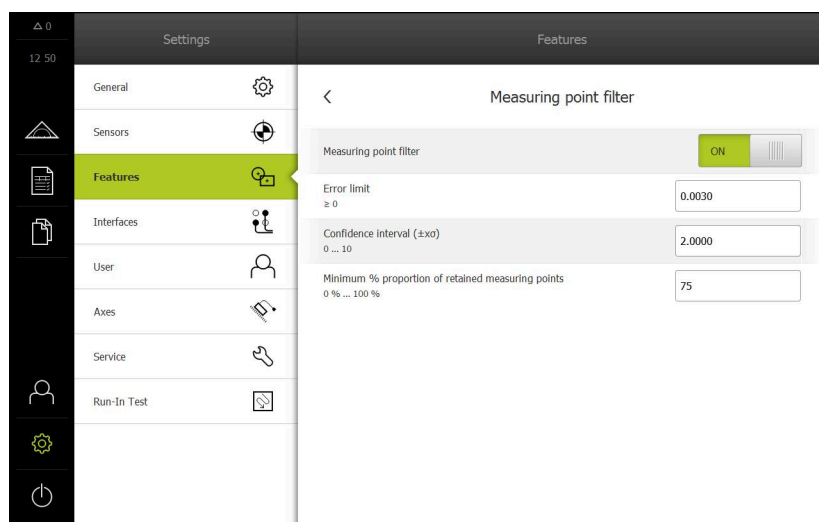 △ 0
12 50
Settings
Features
General
Sensors
Features
Interfaces
User
Axes
Service
Run-In Test
Measuring point filter
Measuring point filter
ON
Error limit
≥ 0
0.0030
Confidence interval (±xσ)
0 ... 10
2.0000
Minimum % proportion of retained measuring points
0 % ... 100 %
75